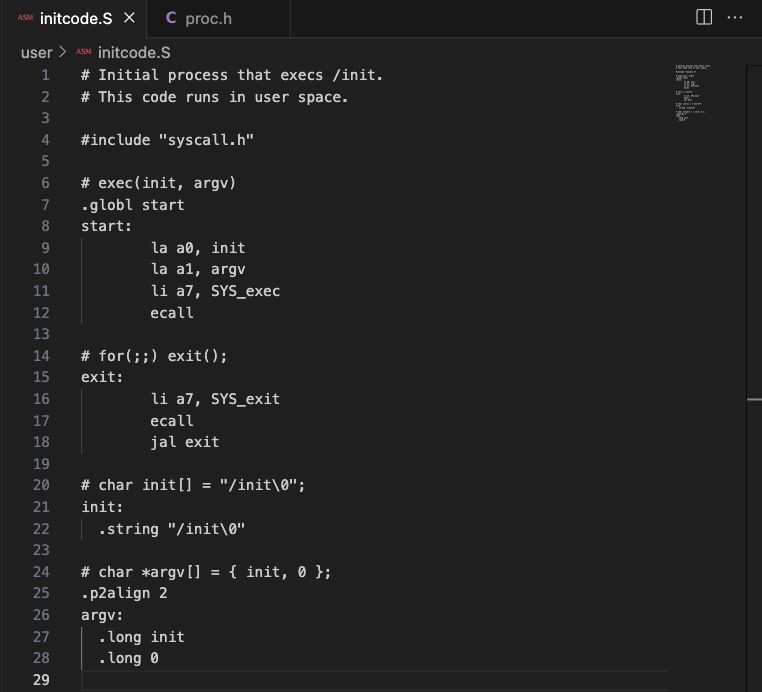 ASM initcode.S × C proc.h ...
user > ASM initcode.S
1 # Initial process that execs /init.
2 # This code runs in user space.
3
4 #include "syscall.h"
5
6 # exec(init, argv)
7 .globl start
8 start:
9         la a0, init
10         la a1, argv
11         li a7, SYS_exec
12         ecall
13
14 # for(;;) exit();
15 exit:
16         li a7, SYS_exit
17         ecall
18         jal exit
19
20 # char init[] = "/init\0";
21 init:
22   .string "/init\0"
23
24 # char *argv[] = { init, 0 };
25 .p2align 2
26 argv:
27   .long init
28   .long 0
29